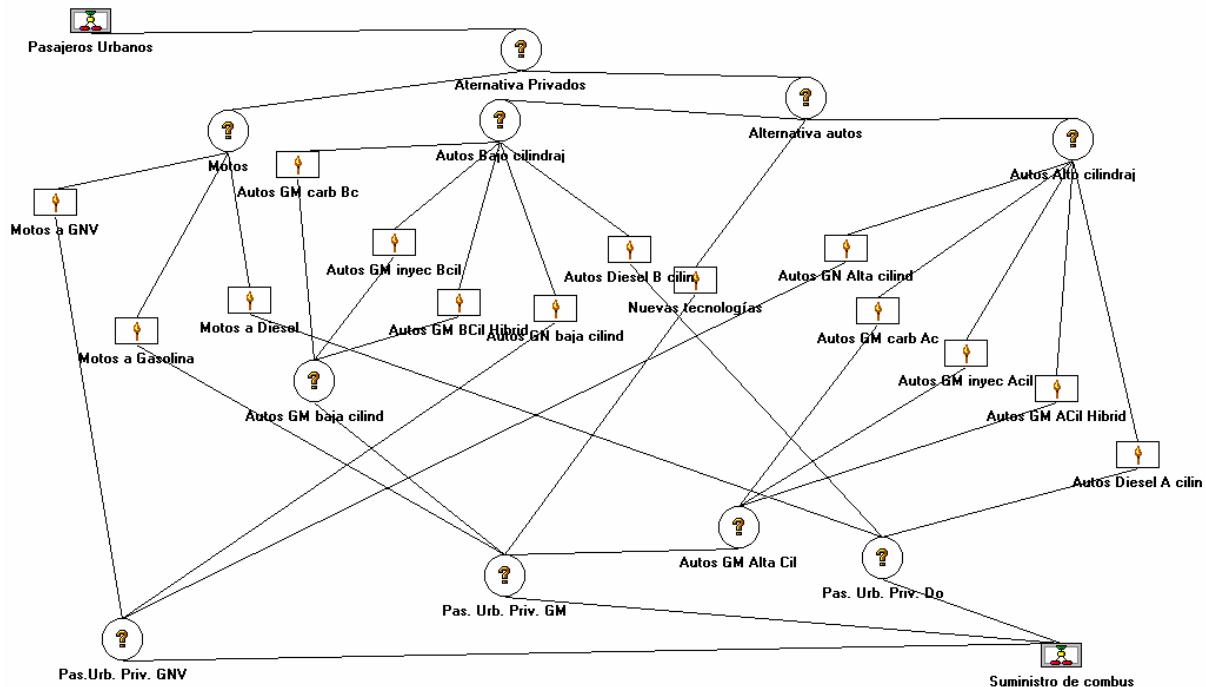 Pasajeros Urbanos
Aternativa Privados
Alternativa autos
Motos
Autos Bajo cilindraj
Autos Alto cilindraj
Autos GM carb Bc
Motos a GNV
Autos GM inyec Bcil
Autos Diesel B cilin
Autos GN Alta cilind
Nuevas tecnologías
Motos a Diesel
Autos GM BCil Hibrid
Autos GN baja cilind
Autos GM carb Ac
Motos a Gasolina
Autos GM inyec Acil
Autos GM baja cilind
Autos GM ACil Hibrid
Autos Diesel A cilin
Autos GM Alta Cil
Pas. Urb. Priv. Do
Pas. Urb. Priv. GM
Pas.Urb. Priv. GNV
Suministro de combus